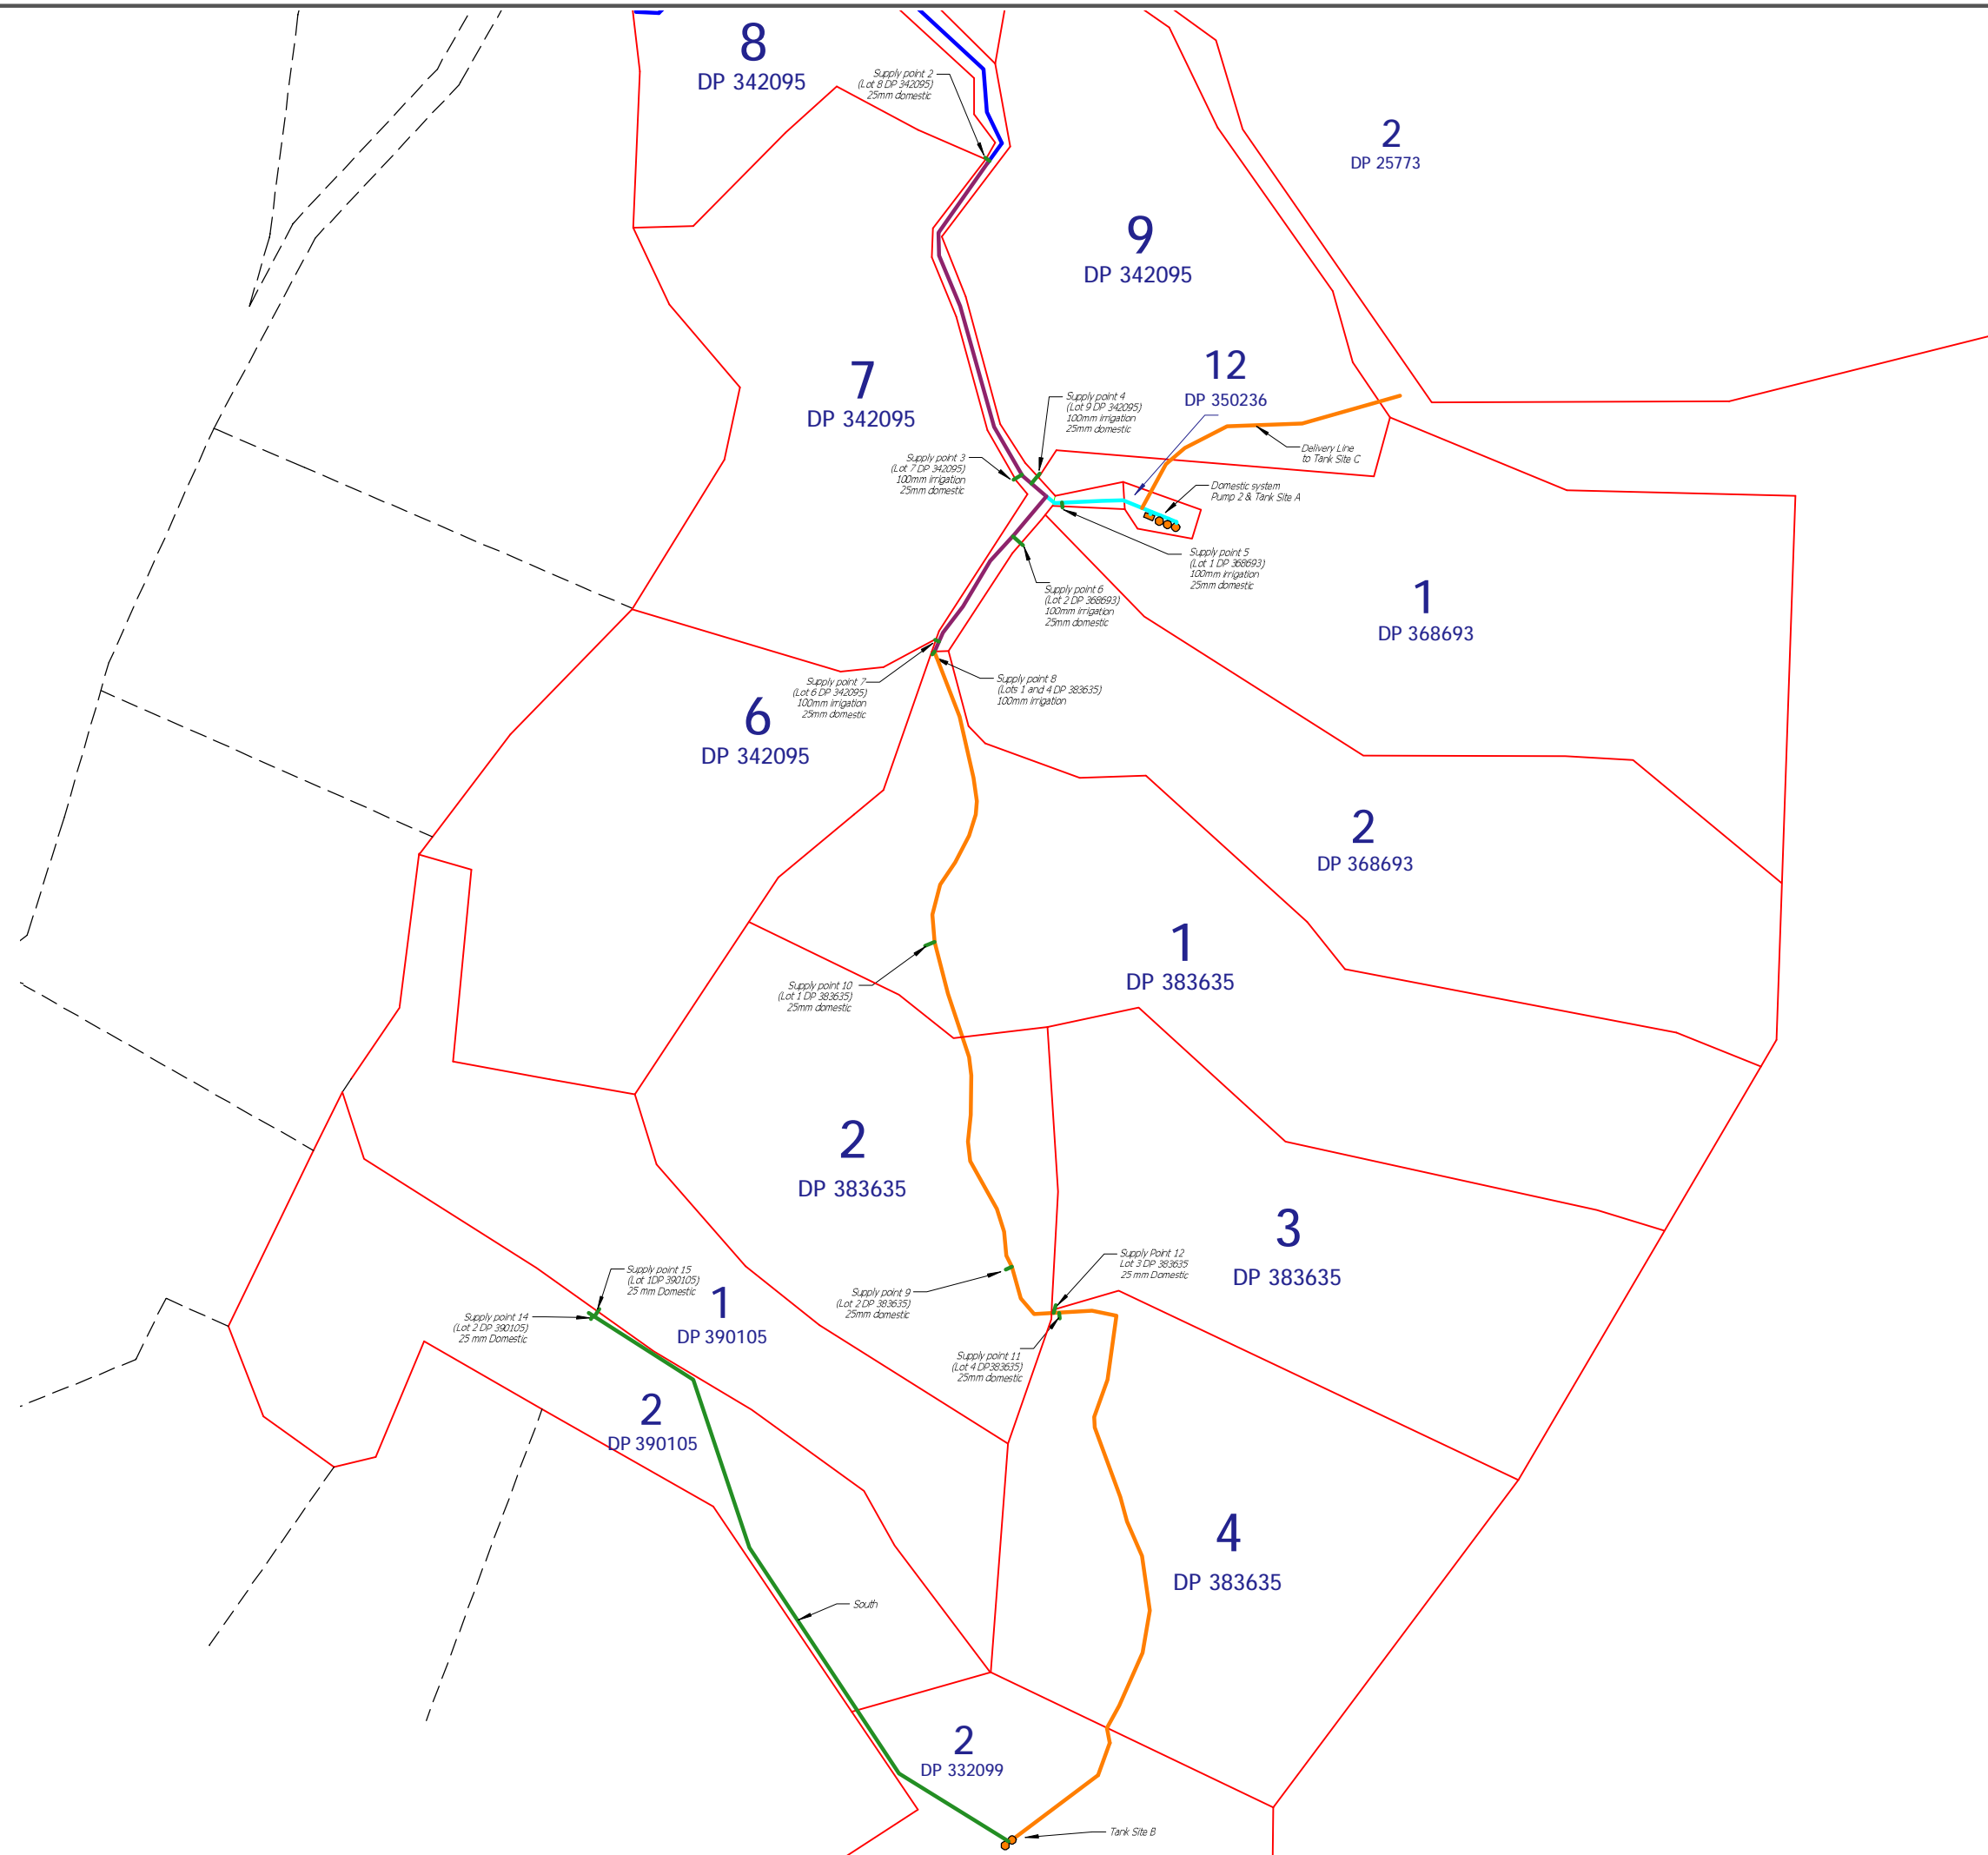 8
DP 342095
Supply point 2
(Lot 8 DP 342095)
25mm domestic
2
DP 25773
9
DP 342095
7
DP 342095
12
DP 350236
Supply point 4
(Lot 9 DP 342095)
100mm irrigation
25mm domestic
Delivery Line
to Tank Site C
Supply point 3
(Lot 7 DP 342095)
100mm irrigation
25mm domestic
Domestic system
Pump 2 & Tank Site A
Supply point 5
(Lot 1 DP 368693)
100mm irrigation
25mm domestic
Supply point 6
(Lot 2 DP 368693)
100mm irrigation
25mm domestic
1
DP 368693
Supply point 7
(Lot 6 DP 342095)
100mm irrigation
25mm domestic
Supply point 8
(Lots 1 and 4 DP 383635)
100mm irrigation
6
DP 342095
2
DP 368693
1
DP 383635
Supply point 10
(Lot 1 DP 383635)
25mm domestic
2
DP 383635
3
DP 383635
Supply Point 12
Lot 3 DP 383635
25 mm Domestic
Supply point 15
(Lot 1DP 390105)
25 mm Domestic
Supply point 9
(Lot 2 DP 383635)
25mm domestic
1
DP 390105
Supply point 14
(Lot 2 DP 390105)
25 mm Domestic
Supply point 11
(Lot 4 DP383635)
25mm domestic
2
DP 390105
4
DP 383635
South
2
DP 332099
Tank Site B